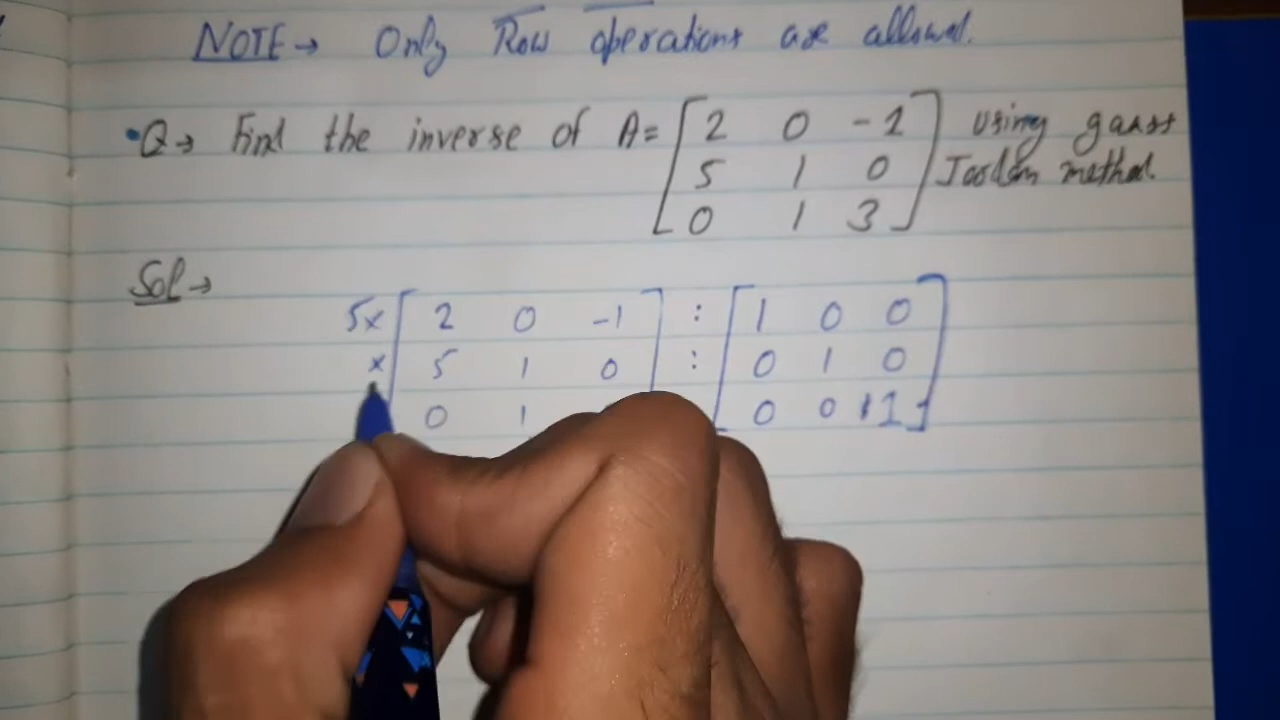 NOTE→ Only Row operations are allowed.
•Q→ Find the inverse of A= [2 0 -1] using gauss
[5 1 0] Jordan method.
[0 1 3]
Sol→
5x [2 0 -1] : [1 0 0]
x [5 1 0] : [0 1 0]
[0 1 [0 0 1]